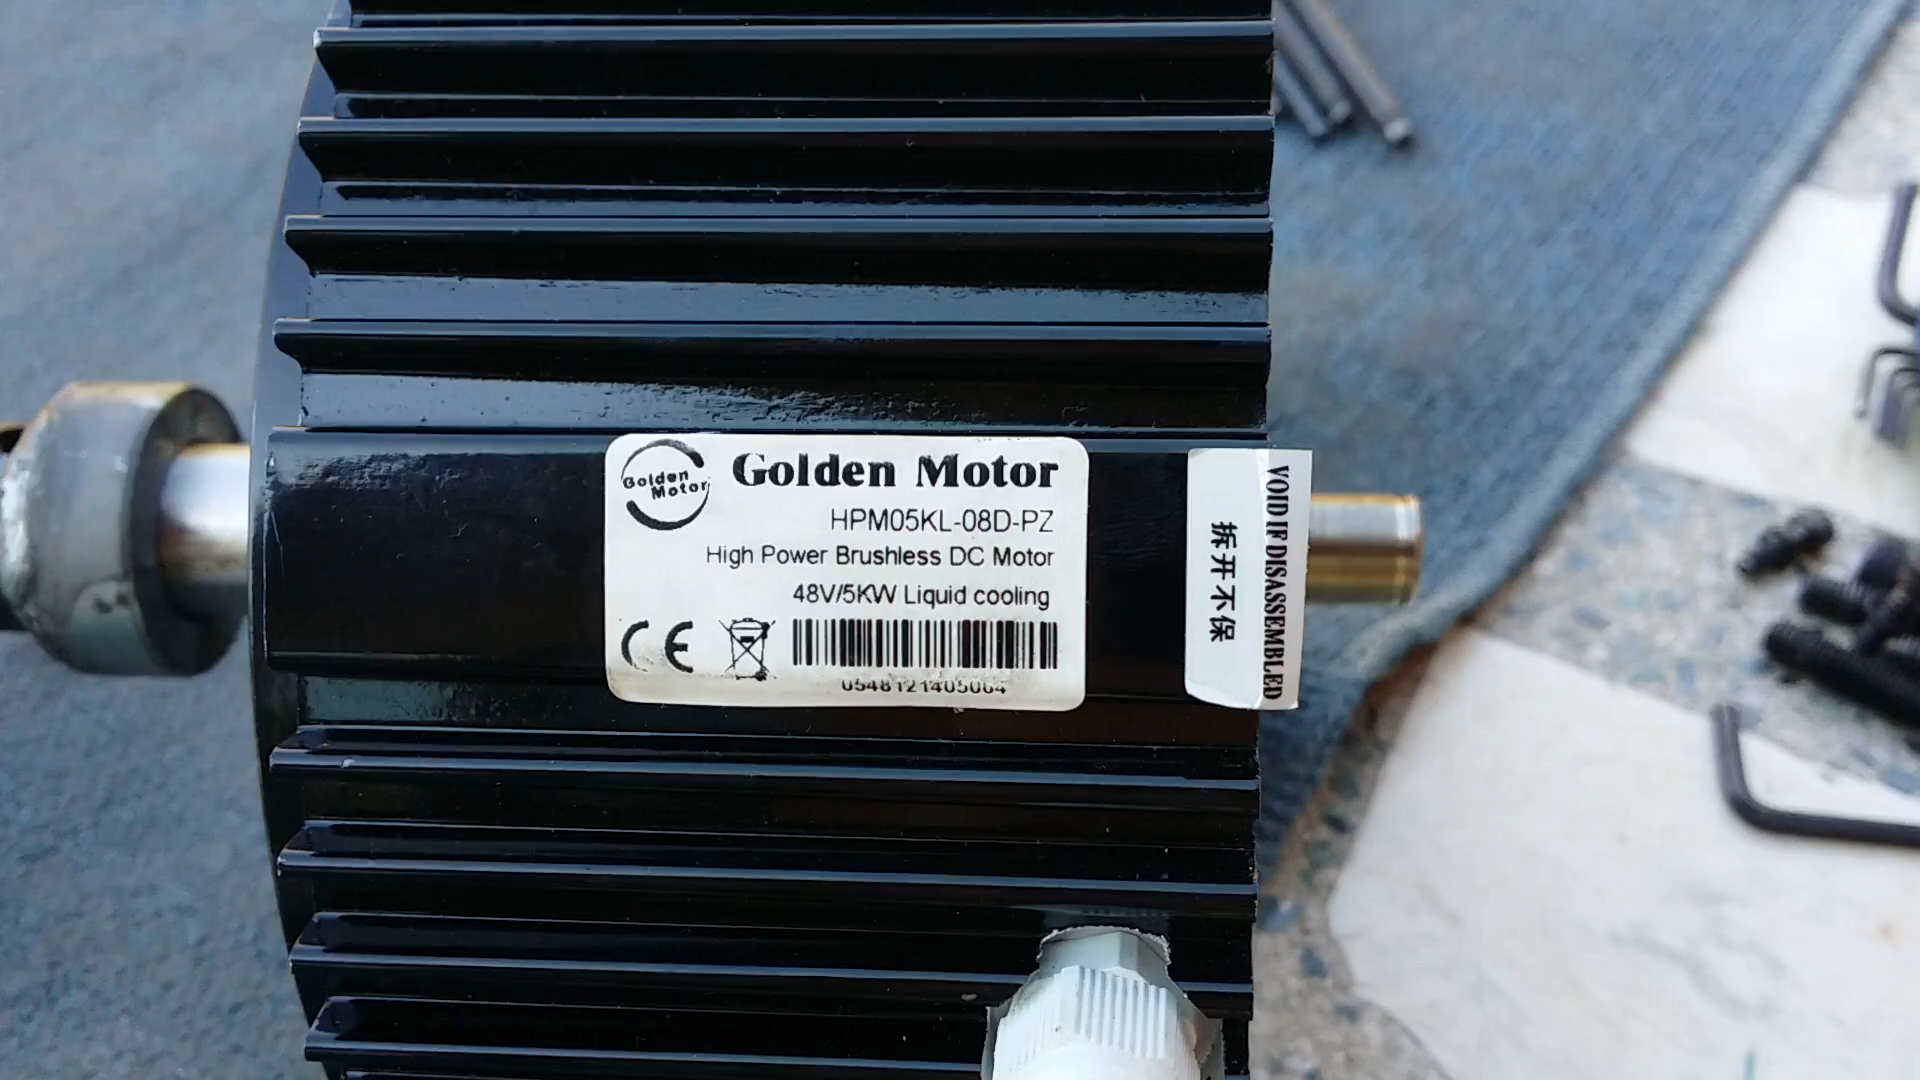 Golden
Motor
Golden Motor
HPM05KL-08D-PZ
High Power Brushless DC Motor
48V/5KW Liquid cooling
CE
0548121405064
VOID IF DISASSEMBLED
拆开不保